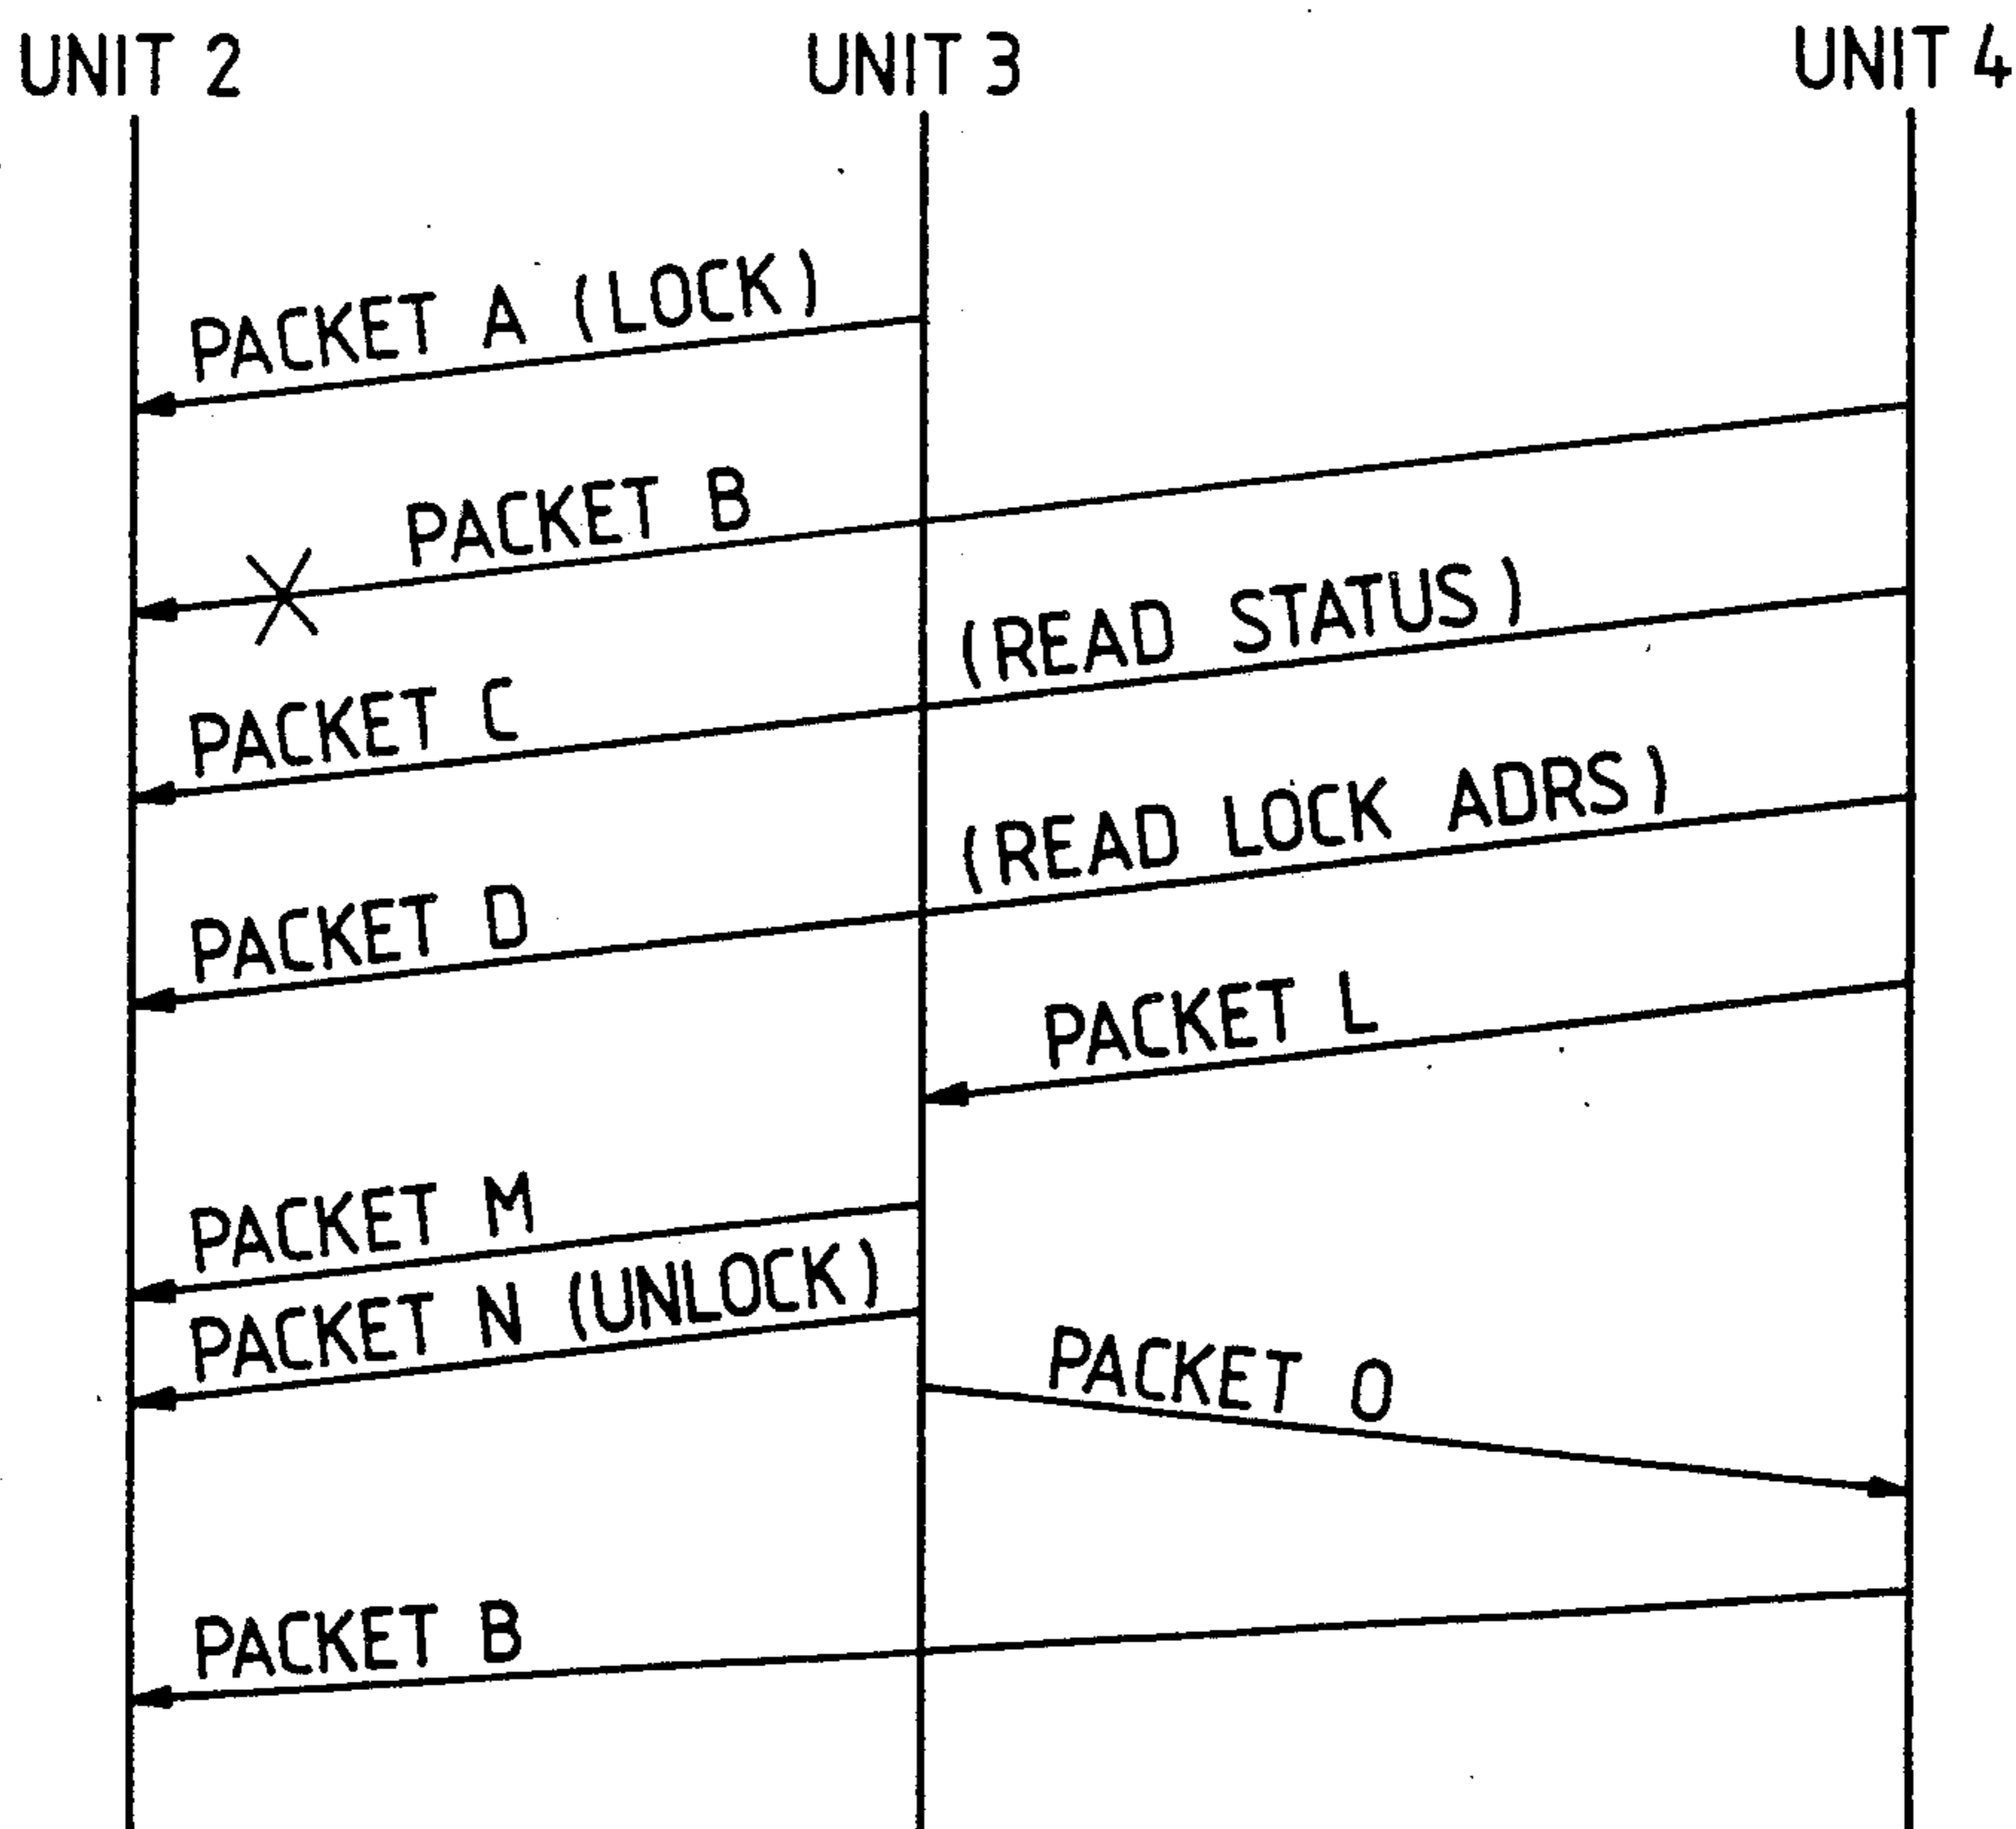 UNIT 2
UNIT 3
UNIT 4
PACKET A (LOCK)
PACKET B
(READ STATUS)
PACKET C
(READ LOCK ADRS)
PACKET D
PACKET L
PACKET M
PACKET N (UNLOCK)
PACKET O
PACKET B